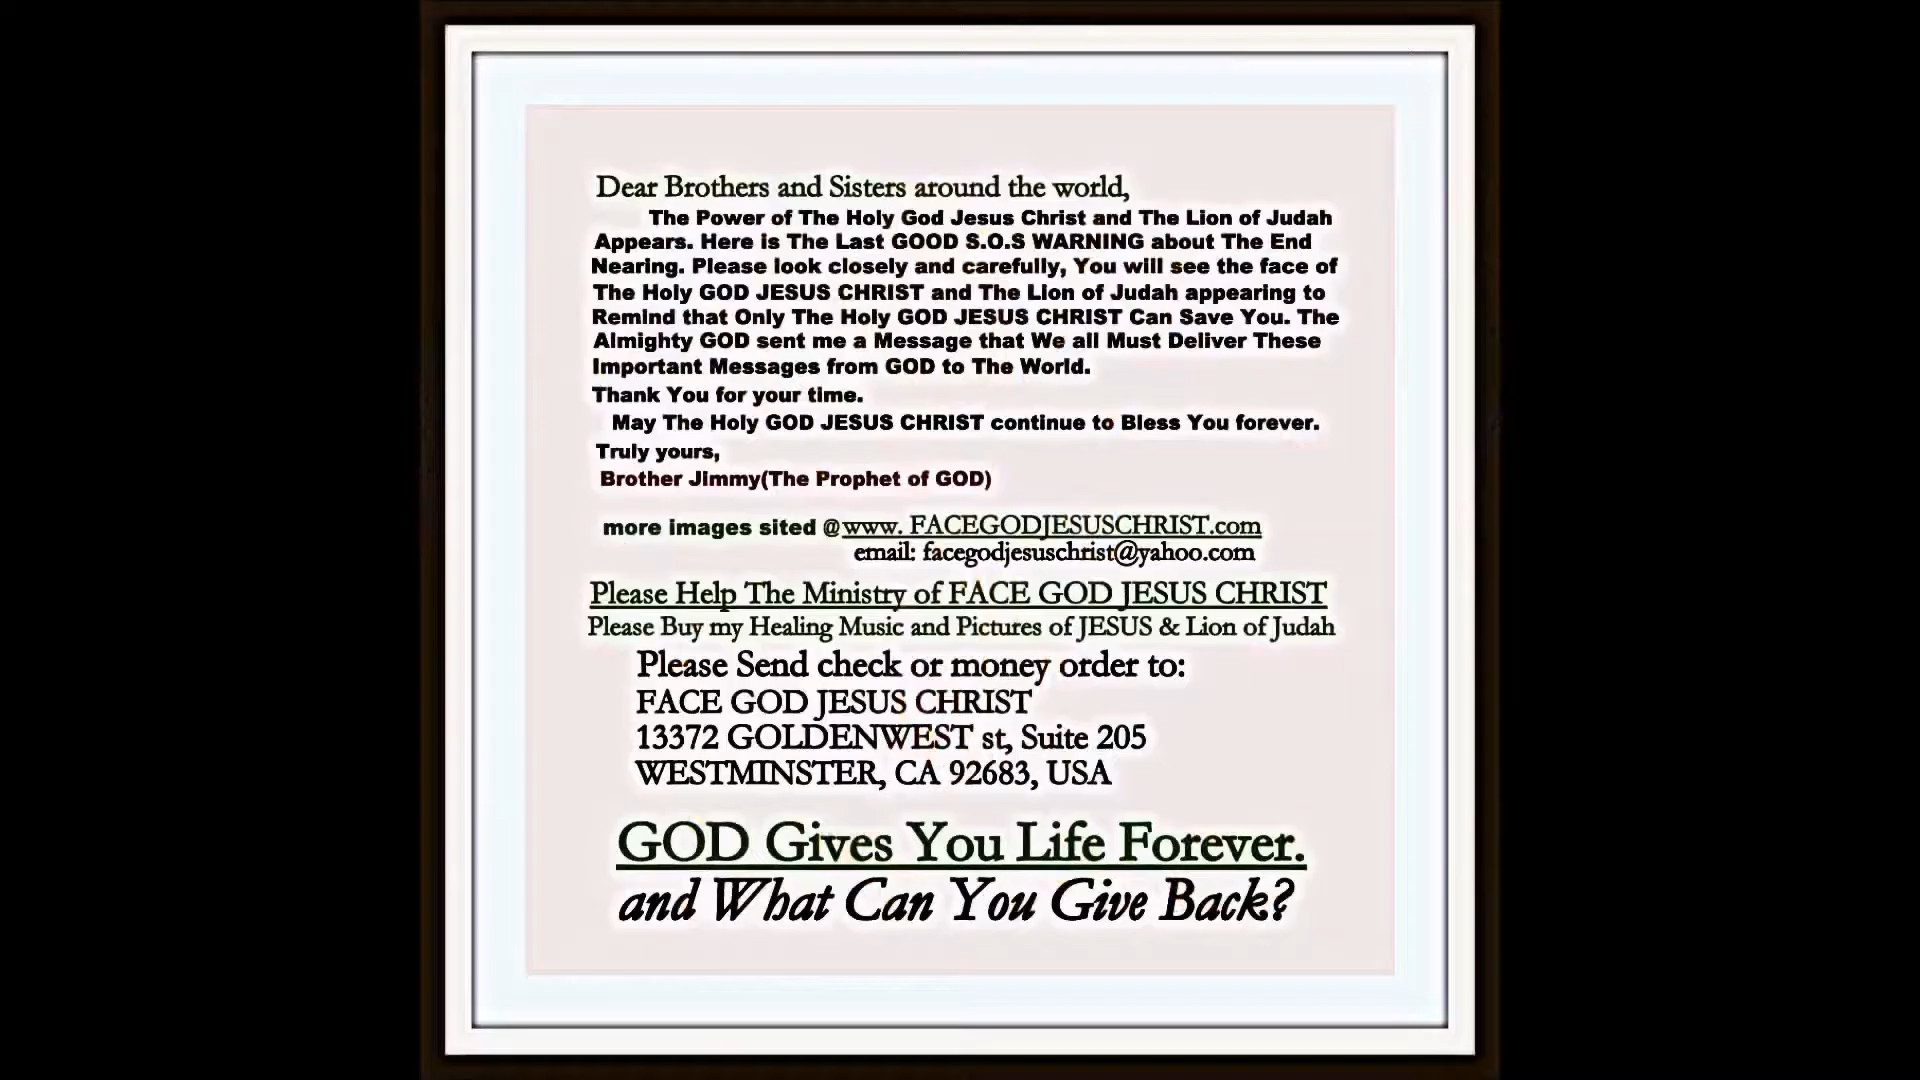 Dear Brothers and Sisters around the world,
The Power of The Holy God Jesus Christ and The Lion of Judah
Appears. Here is The Last GOOD S.O.S WARNING about The End
Nearing. Please look closely and carefully, You will see the face of
The Holy GOD JESUS CHRIST and The Lion of Judah appearing to
Remind that Only The Holy GOD JESUS CHRIST Can Save You. The
Almighty GOD sent me a Message that We all Must Deliver These
Important Messages from GOD to The World.
Thank You for your time.
May The Holy GOD JESUS CHRIST continue to Bless You forever.
Truly yours,
Brother Jimmy(The Prophet of GOD)
more images sited @www. FACEGODJESUSCHRIST.com
email: facegodjesuschrist@yahoo.com
Please Help The Ministry of FACE GOD JESUS CHRIST
Please Buy my Healing Music and Pictures of JESUS & Lion of Judah
Please Send check or money order to:
FACE GOD JESUS CHRIST
13372 GOLDENWEST st, Suite 205
WESTMINSTER, CA 92683, USA
GOD Gives You Life Forever.
and What Can You Give Back?